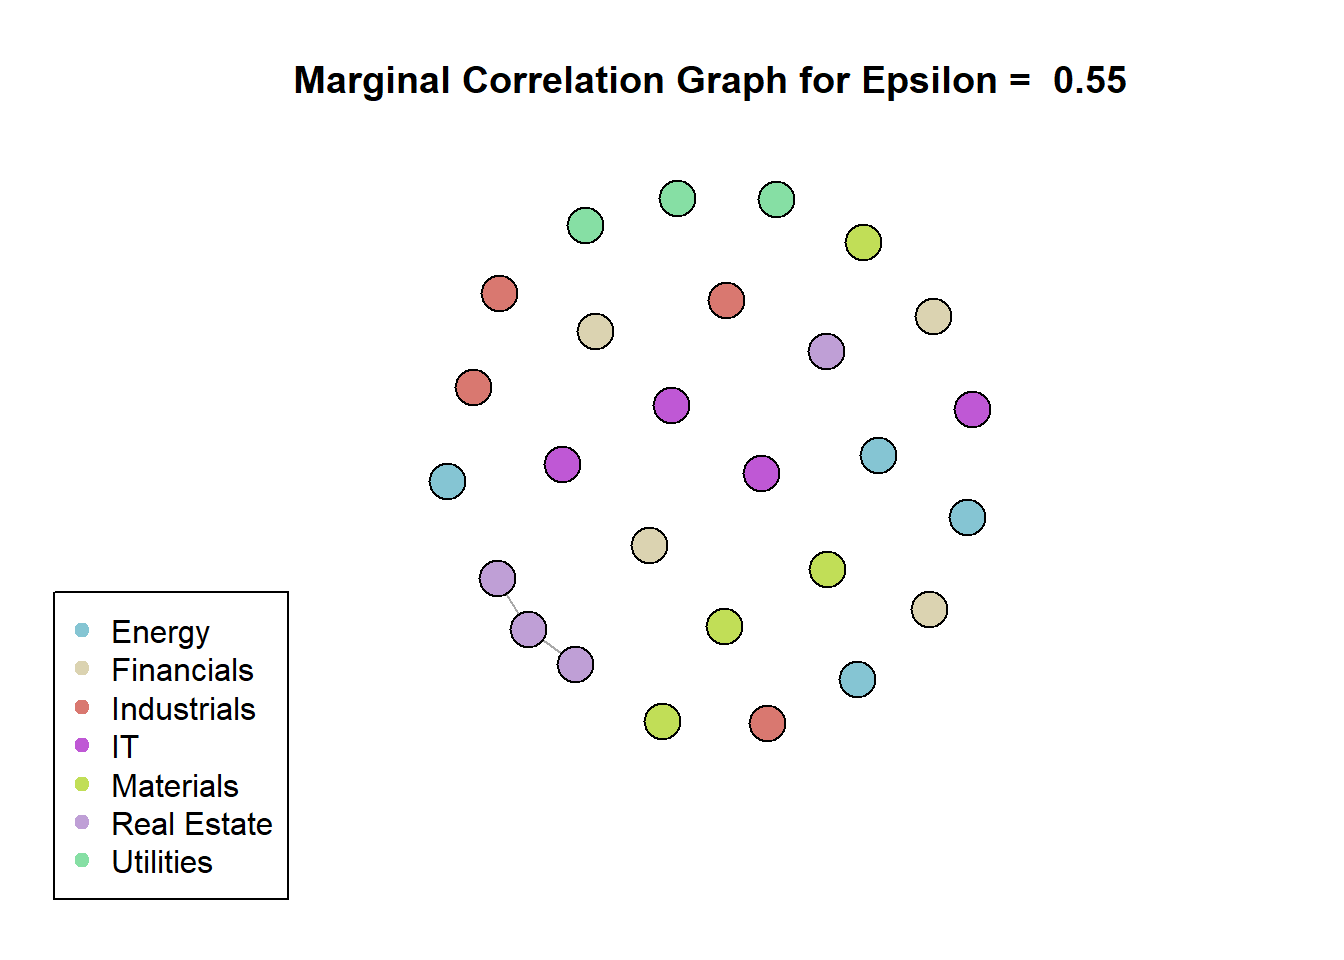 Marginal Correlation Graph for Epsilon =  0.55
Energy
Financials
Industrials
IT
Materials
Real Estate
Utilities